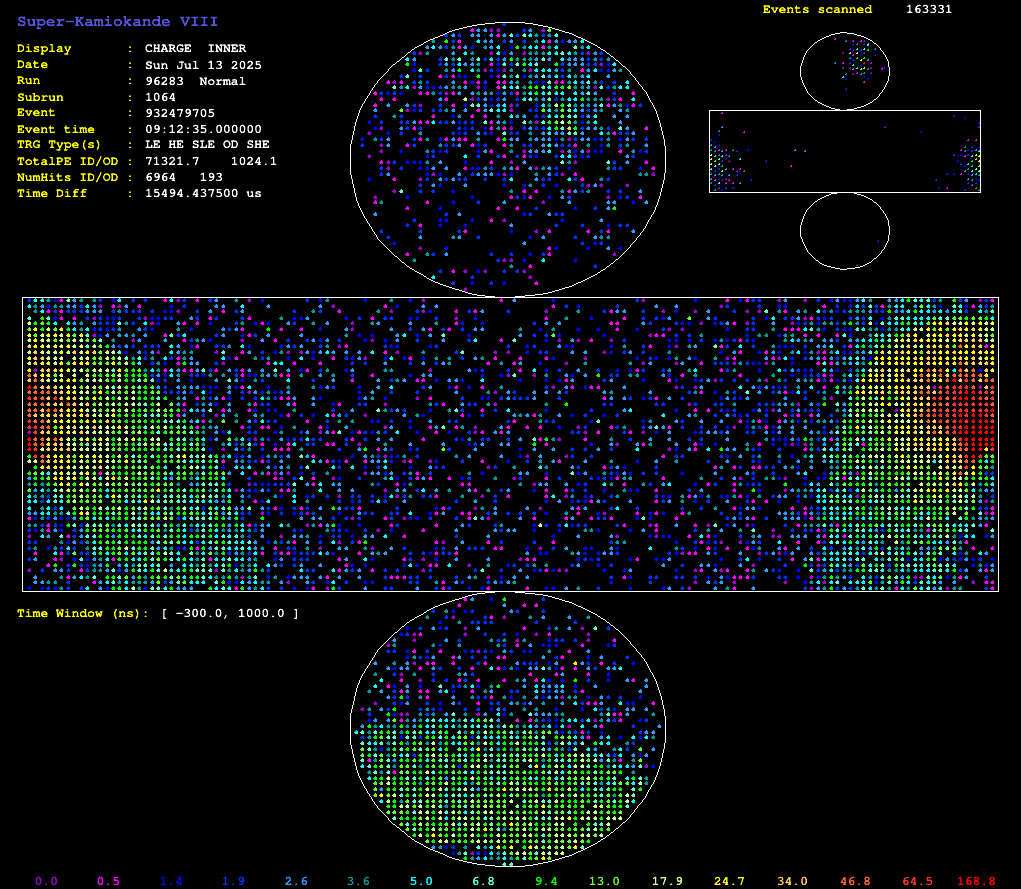 Super-Kamiokande VIII
Events scanned 163331
Display : CHARGE INNER
Date : Sun Jul 13 2025
Run : 96283 Normal
Subrun : 1064
Event : 932479705
Event time : 09:12:35.000000
TRG Type(s) : LE HE SLE OD SHE
TotalPE ID/OD : 71321.7 1024.1
NumHits ID/OD : 6964 193
Time Diff : 15494.437500 us
Time Window (ns): [ -300.0, 1000.0 ]
0.0 0.5 1.4 1.9 2.6 3.6 5.0 6.8 9.4 13.0 17.9 24.7 34.0 46.8 64.5 168.8